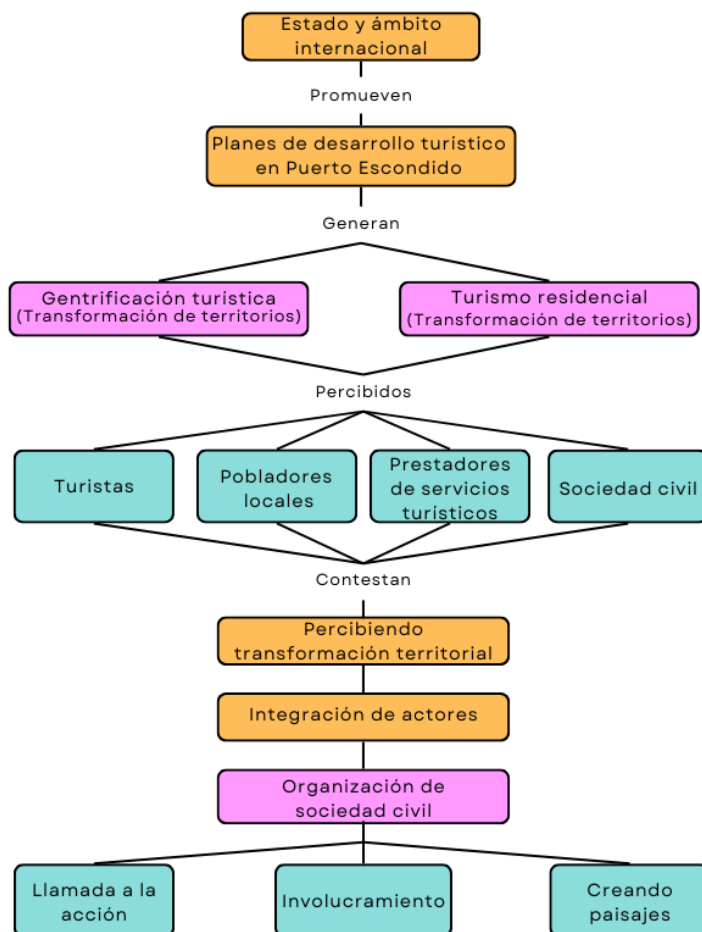 Estado y ámbito
internacional
Promueven
Planes de desarrollo turístico
en Puerto Escondido
Generan
Gentrificación turística
(Transformación de territorios)
Turismo residencial
(Transformación de territorios)
Percibidos
Turistas
Pobladores
locales
Prestadores
de servicios
turísticos
Sociedad civil
Contestan
Percibiendo
transformación territorial
Integración de actores
Organización de
sociedad civil
Llamada a la
acción
Involucramiento
Creando
paisajes